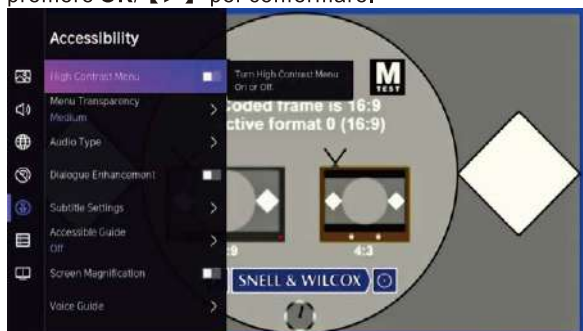 premere OK/【▷】 per confermare.
Accessibility
High Contrast Menu
Turn High Contrast Menu
On or Off.
Menu Transparency
Medium
Audio Type
Dialogue Enhancement
Subtitle Settings
Accessible Guide
Off
Screen Magnification
Voice Guide
M
TEST
Coded frame is 16:9
ctive format 0 (16:9)
:9
4:3
SNELL & WILCOX
1